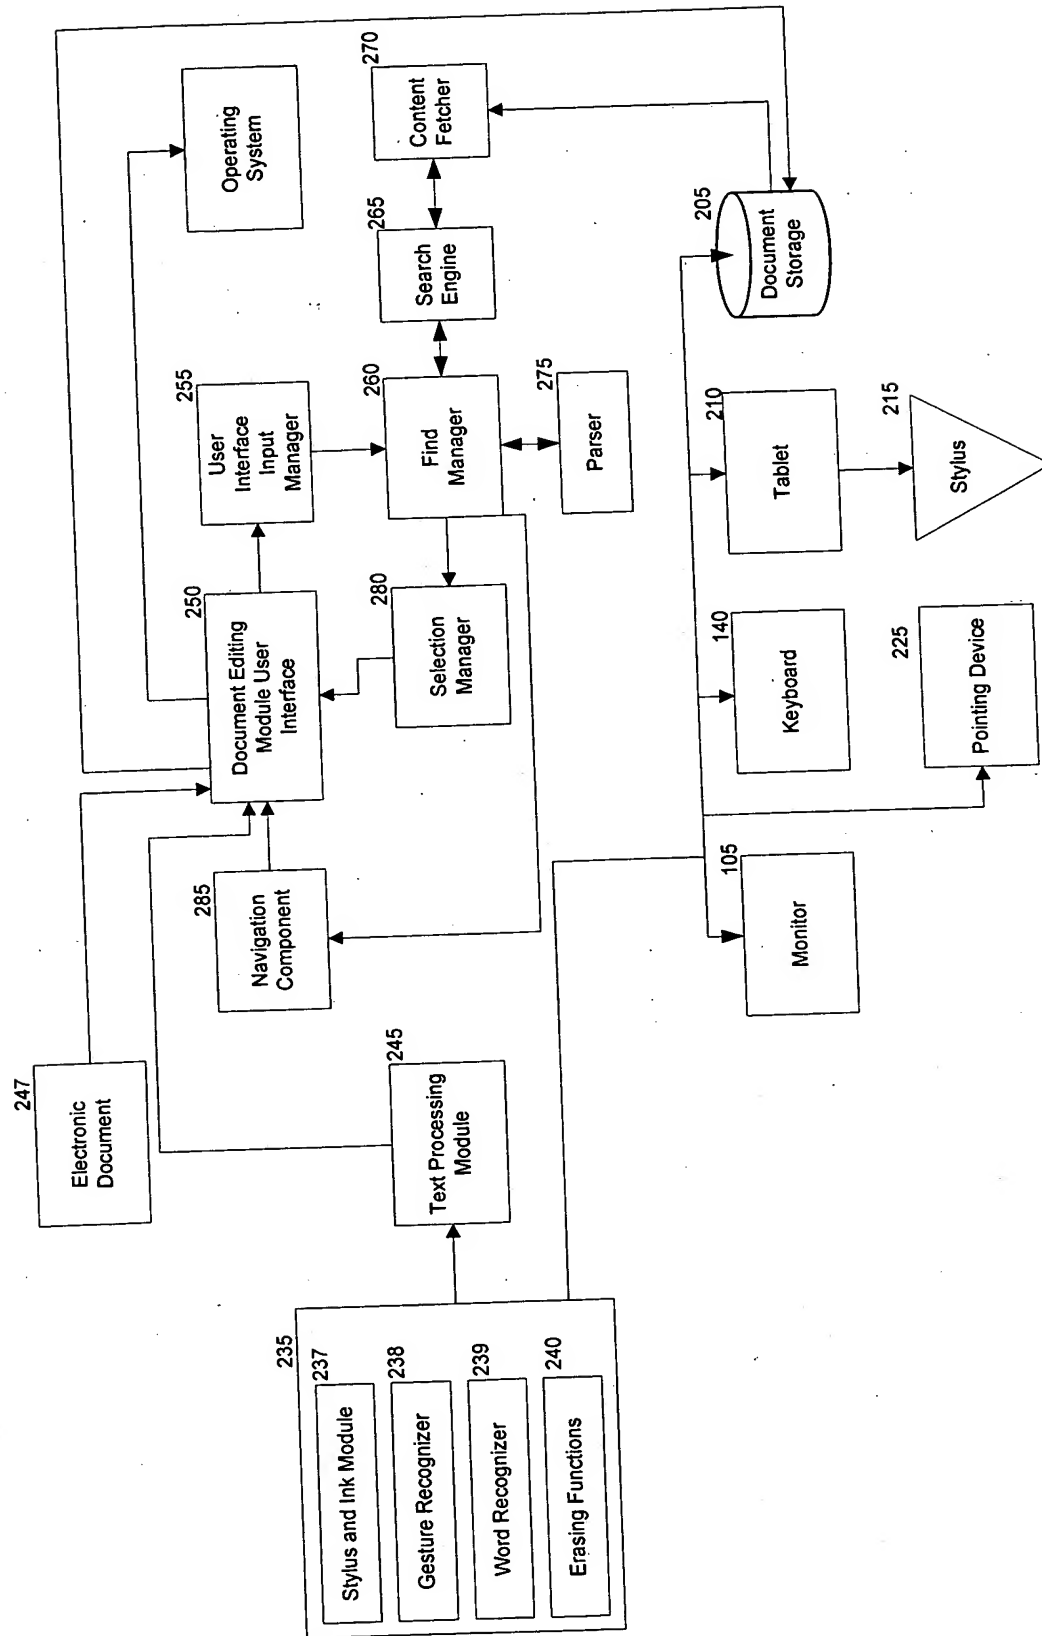 247
Electronic
Document
235
237
Stylus and Ink Module
238
Gesture Recognizer
239
Word Recognizer
240
Erasing Functions
245
Text Processing
Module
285
Navigation
Component
250
Document Editing
Module User
Interface
255
User
Interface
Input
Manager
Operating
System
280
Selection
Manager
260
Find
Manager
265
Search
Engine
270
Content
Fetcher
275
Parser
105
Monitor
140
Keyboard
210
Tablet
205
Document
Storage
225
Pointing Device
215
Stylus